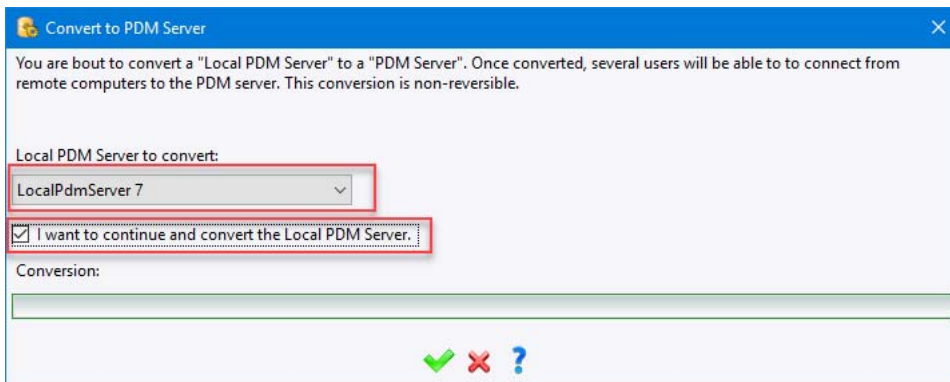 Convert to PDM Server
You are bout to convert a "Local PDM Server" to a "PDM Server". Once converted, several users will be able to to connect from
remote computers to the PDM server. This conversion is non-reversible.
Local PDM Server to convert:
LocalPdmServer 7
I want to continue and convert the Local PDM Server.
Conversion: